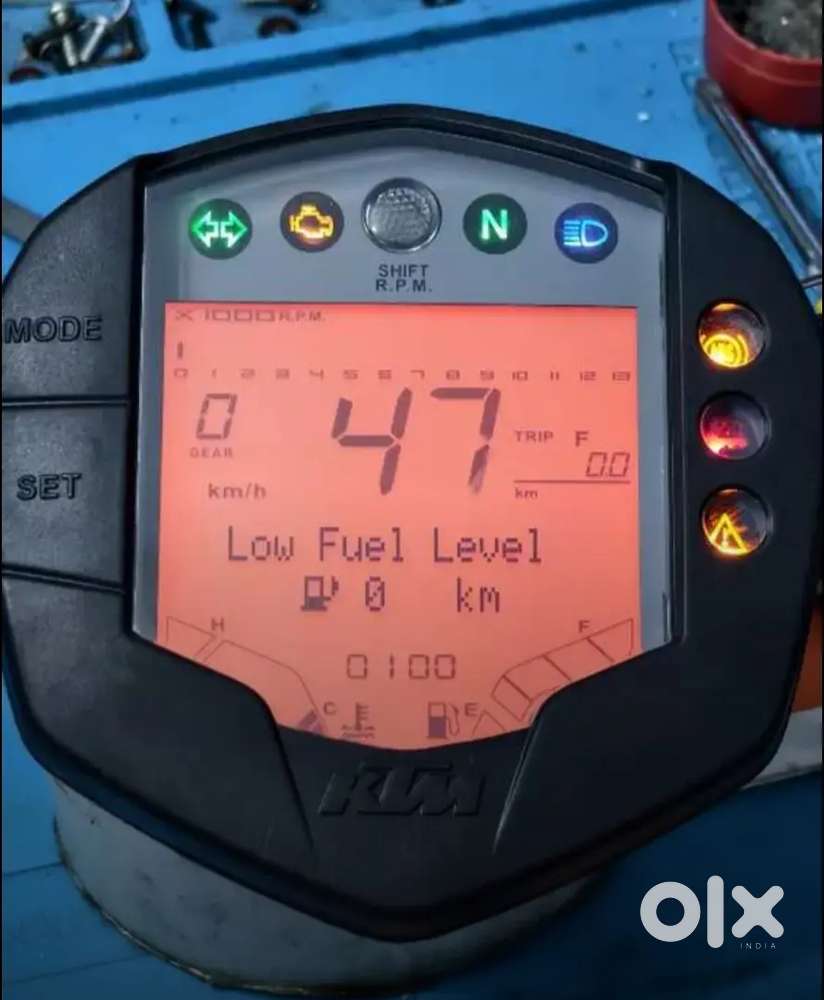 SHIFT
R.P.M.
N
MODE
X 1000 R.P.M.
0 1 2 3 4 5 6 7 8 9 10 11 12 13
0
GEAR
47
TRIP F
0.0
km
km/h
SET
Low Fuel Level
0 km
H
F
0100
C
E
KTM
olx
INDIA